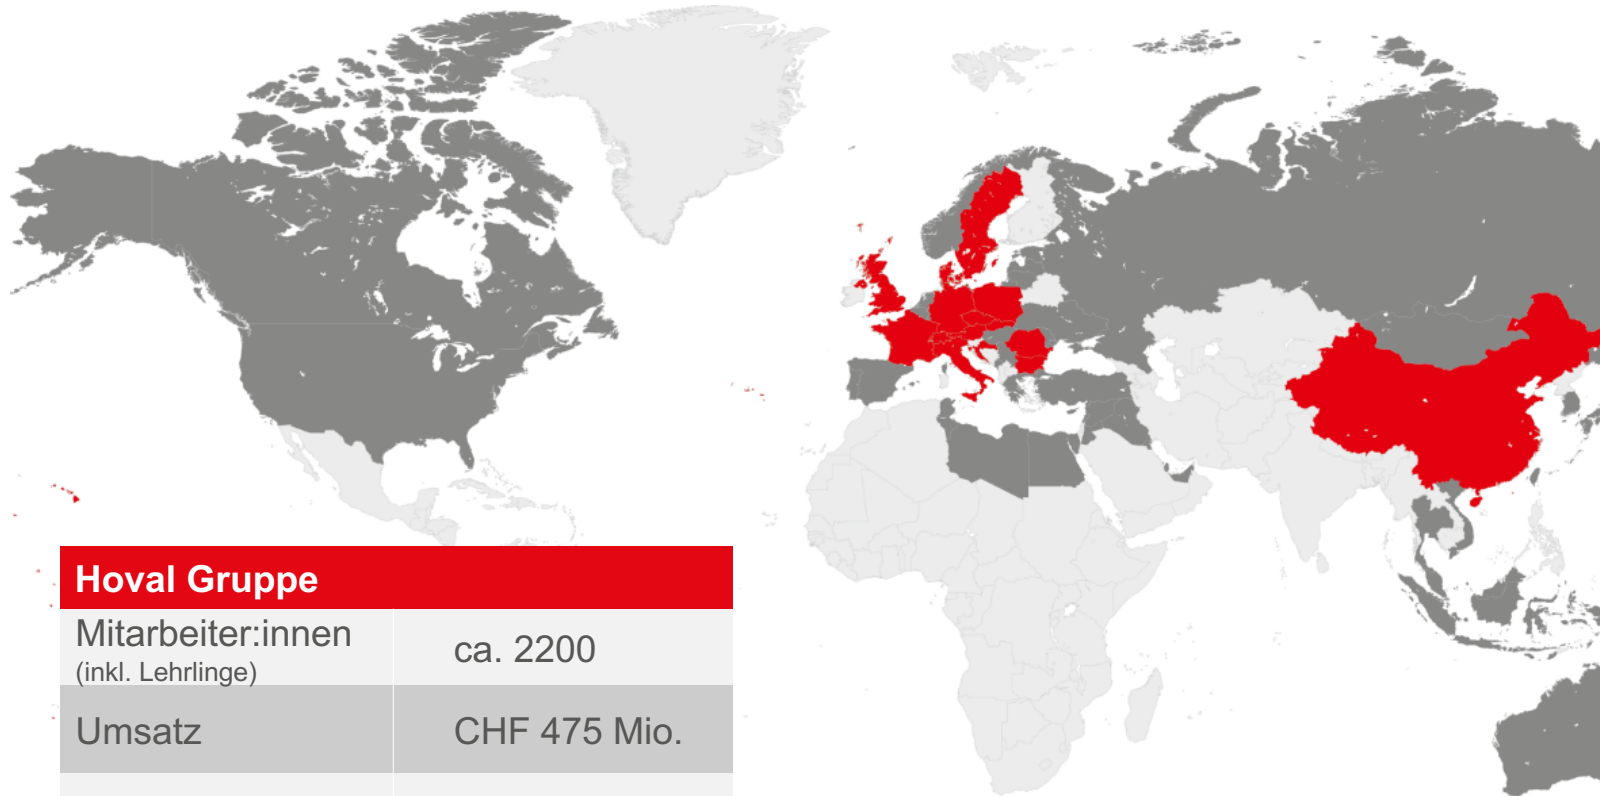 Hoval Gruppe
Mitarbeiter:innen
(inkl. Lehrlinge)
ca. 2200
Umsatz
CHF 475 Mio.